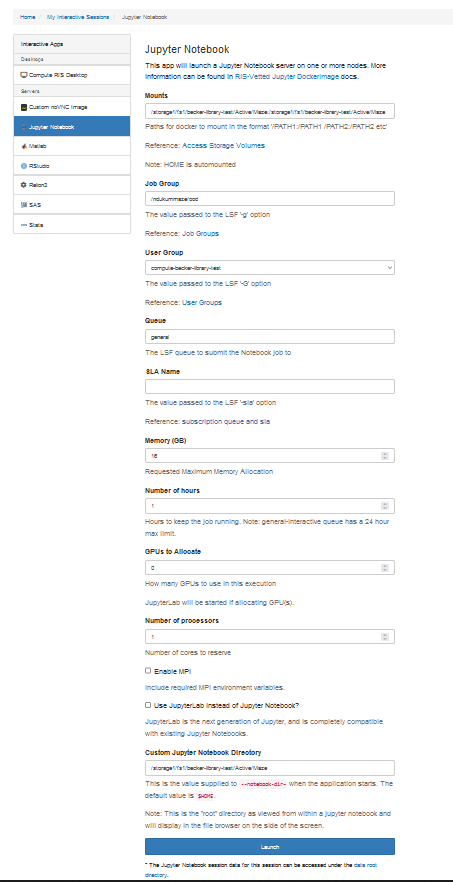 Home / My Interactive Sessions / Jupyter Notebook
Interactive Apps
Desktops
Compute RIS Desktop
Servers
Custom noVNC Image
Jupyter Notebook
Matlab
RStudio
Relion3
SAS
Stata
Jupyter Notebook
This app will launch a Jupyter Notebook server on one or more nodes. More
information can be found in RIS-Vetted Jupyter Dockerimage docs.
Mounts
/storage1/fs1/becker-library-test/Active/Maze:/storage1/fs1/becker-library-test/Active/Maze
Paths for docker to mount in the format '/PATH1:/PATH1 /PATH2:/PATH2 etc'
Reference: Access Storage Volumes
Note: HOME is automounted
Job Group
/ndukummaze/ood
The value passed to the LSF '-g' option
Reference: Job Groups
User Group
compute-becker-library-test
The value passed to the LSF '-G' option
Reference: User Groups
Queue
general
The LSF queue to submit the Notebook job to
SLA Name
The value passed to the LSF '-sla' option
Reference: subscription queue and sla
Memory (GB)
16
Requested Maximum Memory Allocation
Number of hours
1
Hours to keep the job running. Note: general-interactive queue has a 24 hour
max limit.
GPUs to Allocate
0
How many GPUs to use in this execution
JupyterLab will be started if allocating GPU(s).
Number of processors
1
Number of cores to reserve
Enable MPI
Include required MPI environment variables.
Use JupyterLab instead of Jupyter Notebook?
JupyterLab is the next generation of Jupyter, and is completely compatible
with existing Jupyter Notebooks.
Custom Jupyter Notebook Directory
/storage1/fs1/becker-library-test/Active/Maze
This is the value supplied to --notebook-dir= when the application starts. The
default value is $HOME.
Note: This is the "root" directory as viewed from within a jupyter notebook and
will display in the file browser on the side of the screen.
Launch
* The Jupyter Notebook session data for this session can be accessed under the data root
directory.